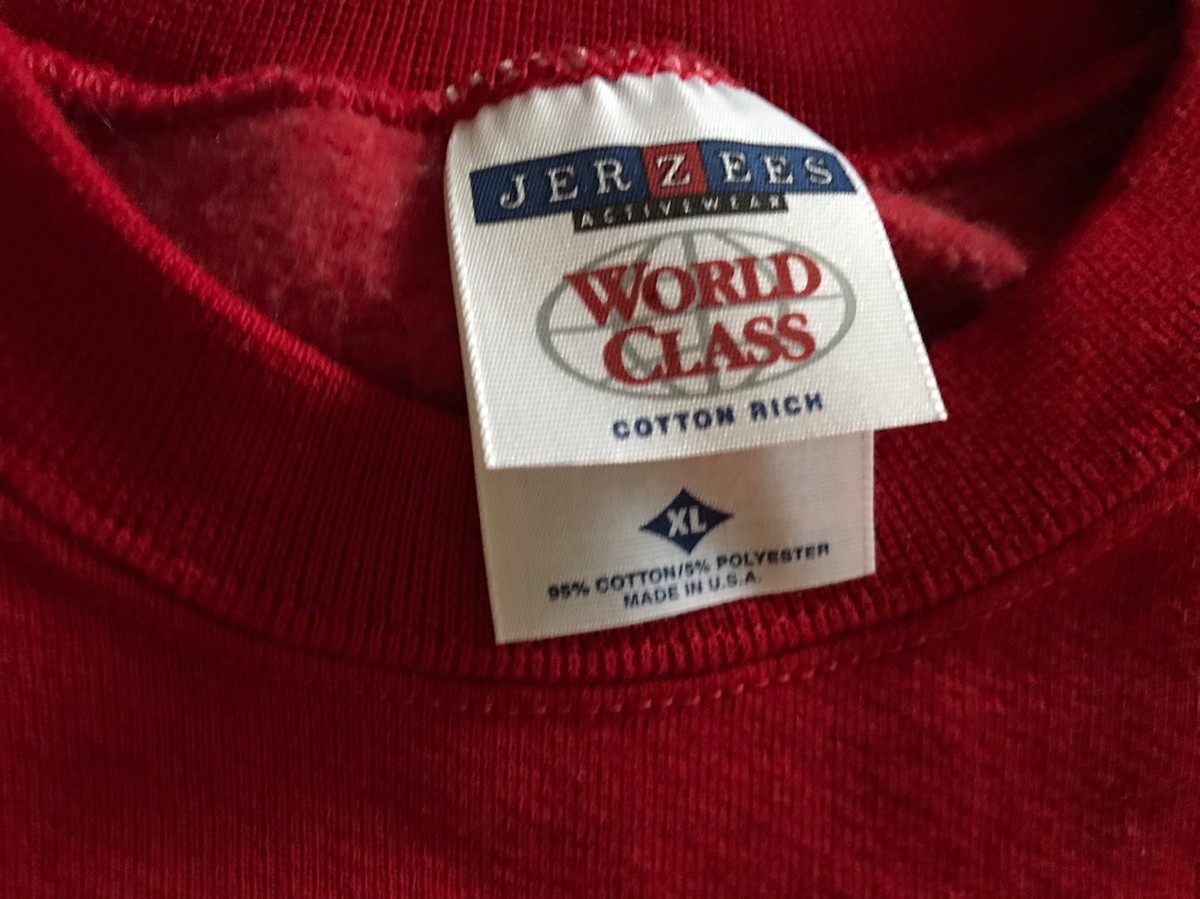 JERZEES
ACTIVEWEAR
WORLD
CLASS
COTTON RICH
XL
95% COTTON/5% POLYESTER
MADE IN U.S.A.